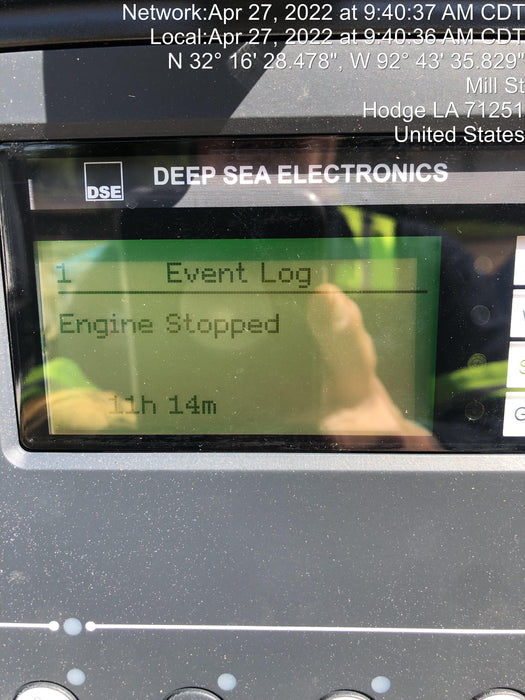 Network:Apr 27, 2022 at 9:40:37 AM CDT
Local:Apr 27, 2022 at 9:40:36 AM CDT
N 32° 16' 28.478", W 92° 43' 35.829"
Mill St
Hodge LA 71251
United States
DSE DEEP SEA ELECTRONICS
1 Event Log
Engine Stopped
11h 14m